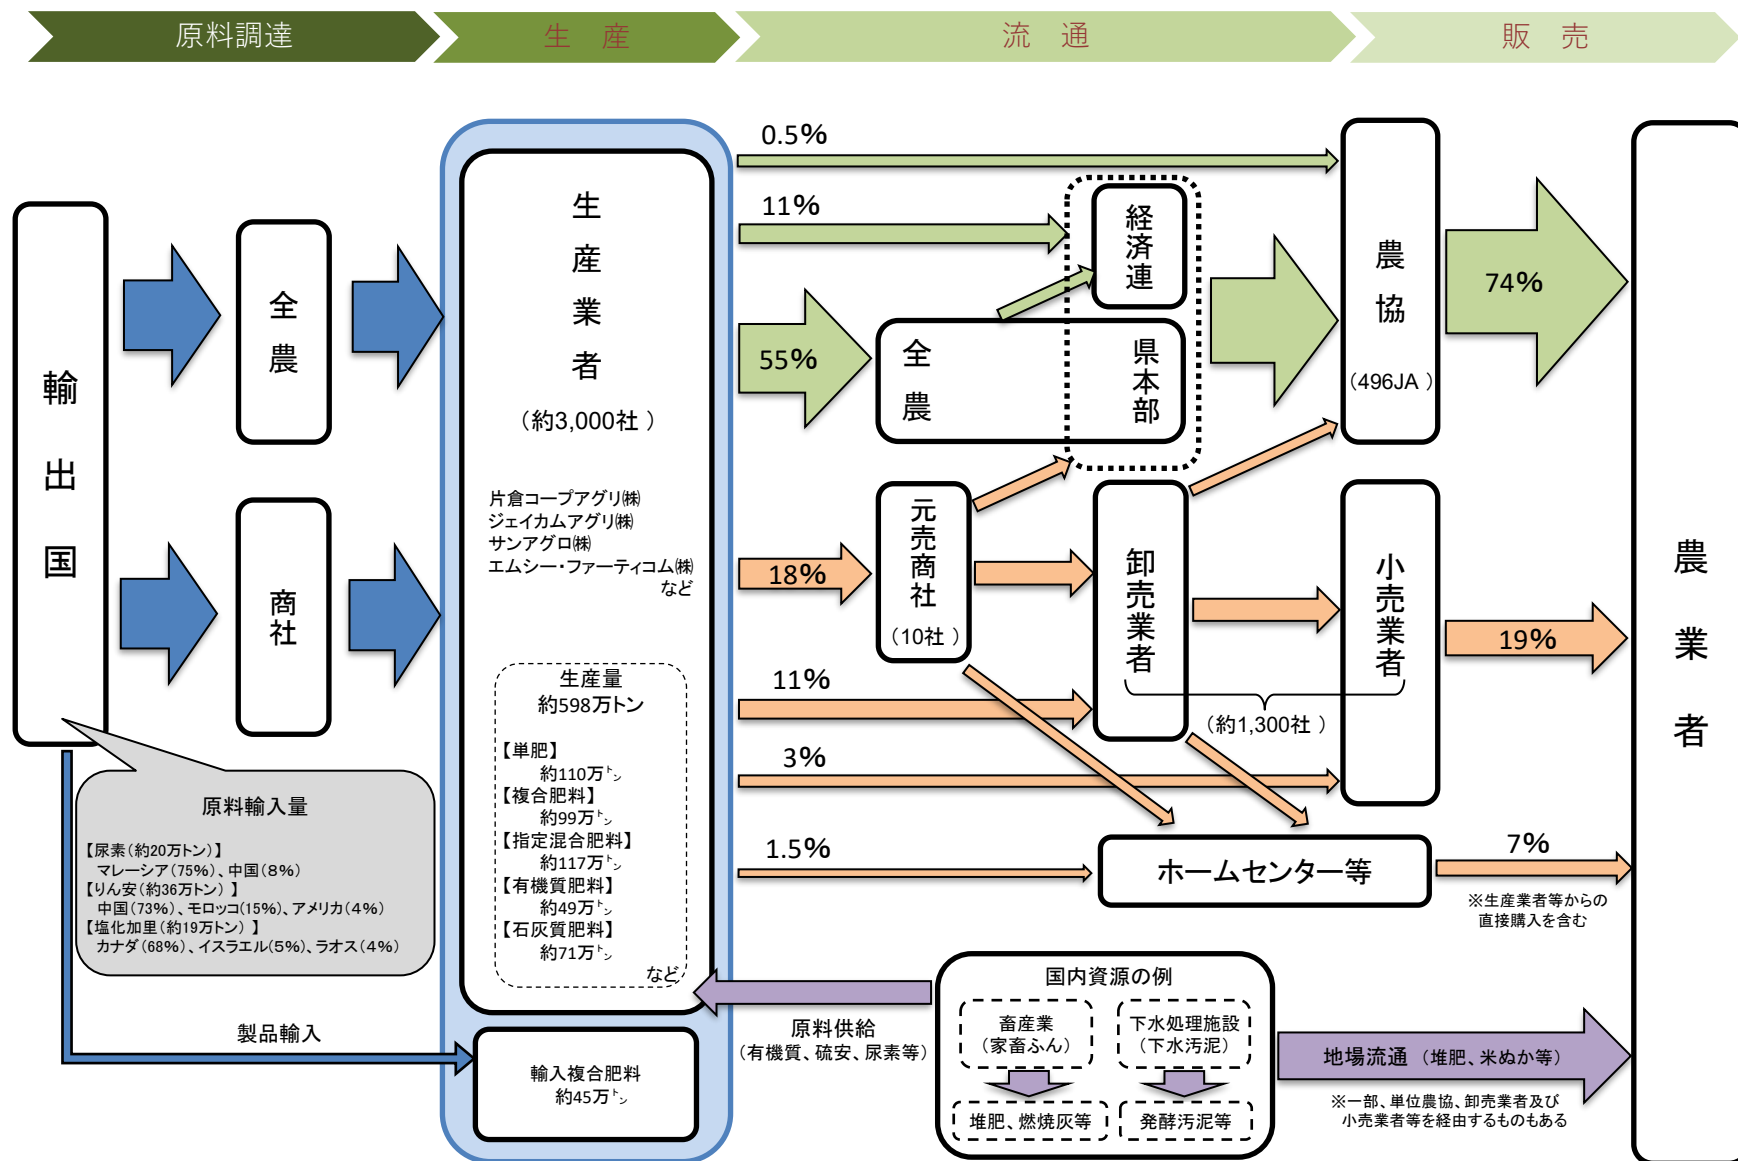 原料調達
生　産
流　通
販　売
輸出国
全農
商社
原料輸入量
【尿素（約20万トン）】
マレーシア（75%）、中国（8%）
【りん安（約36万トン）】
中国（73%）、モロッコ（15%）、アメリカ（4%）
【塩化加里（約19万トン）】
カナダ（68%）、イスラエル（5%）、ラオス（4%）
製品輸入
生産業者
（約3,000社）
片倉コープアグリ㈱
ジェイカムアグリ㈱
サンアグロ㈱
エムシー・ファーティコム㈱
など
生産量
約598万トン
【単肥】
約110万トン
【複合肥料】
約99万トン
【指定混合肥料】
約117万トン
【有機質肥料】
約49万トン
【石灰質肥料】
約71万トン
など
輸入複合肥料
約45万トン
0.5%
11%
55%
18%
11%
3%
1.5%
経済連
全農
県本部
元売商社
（10社）
卸売業者
小売業者
（約1,300社）
ホームセンター等
農協
（496JA）
74%
19%
7%
※生産業者等からの
直接購入を含む
農業者
原料供給
（有機質、硫安、尿素等）
国内資源の例
畜産業
（家畜ふん）
下水処理施設
（下水汚泥）
堆肥、燃焼灰等
発酵汚泥等
地場流通（堆肥、米ぬか等）
※一部、単位農協、卸売業者及び
小売業者等を経由するものもある